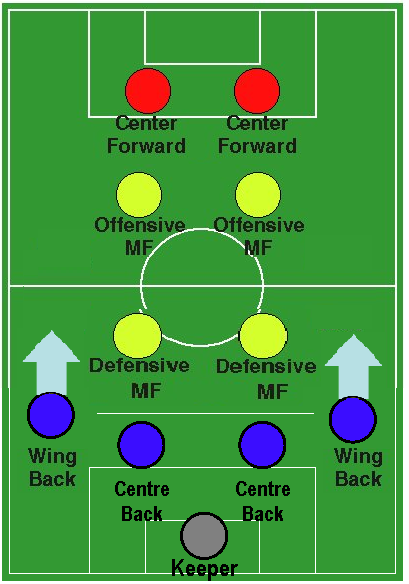 Center
Forward
Center
Forward
Offensive
MF
Offensive
MF
Defensive
MF
Defensive
MF
Wing
Back
Centre
Back
Centre
Back
Wing
Back
Keeper